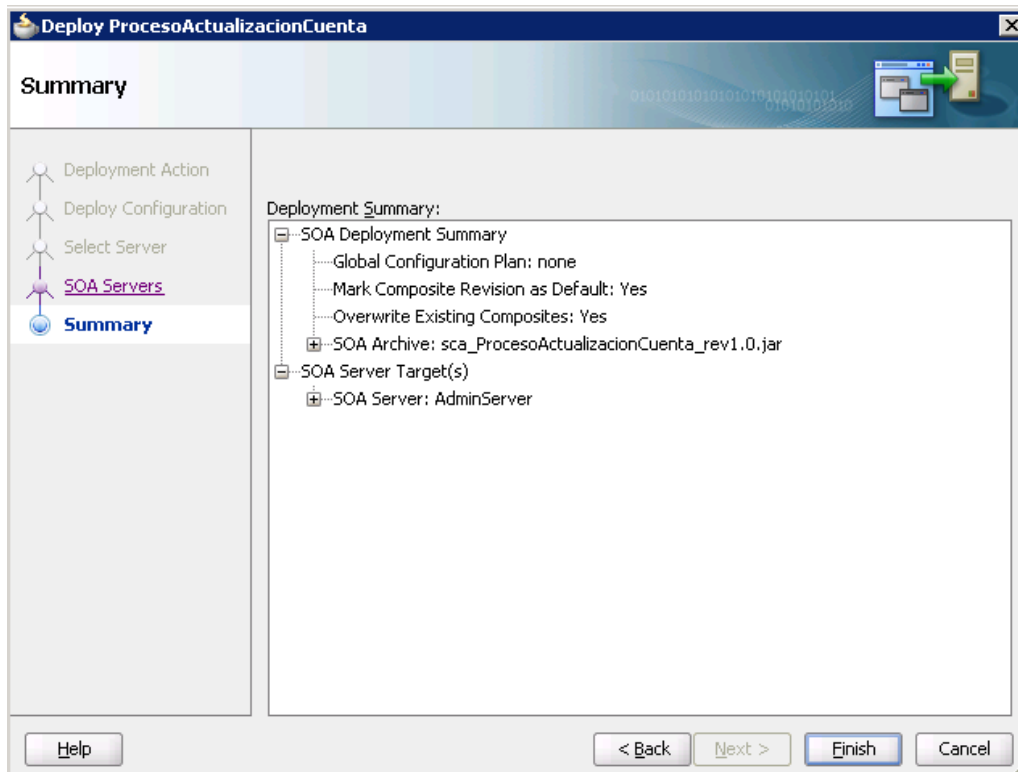 Deploy ProcesoActualizacionCuenta
Summary
Deployment Action
Deploy Configuration
Select Server
SOA Servers
Summary
Deployment Summary:
SOA Deployment Summary
Global Configuration Plan: none
Mark Composite Revision as Default: Yes
Overwrite Existing Composites: Yes
SOA Archive: sca_ProcesoActualizacionCuenta_rev1.0.jar
SOA Server Target(s)
SOA Server: AdminServer
Help
< Back
Next >
Finish
Cancel